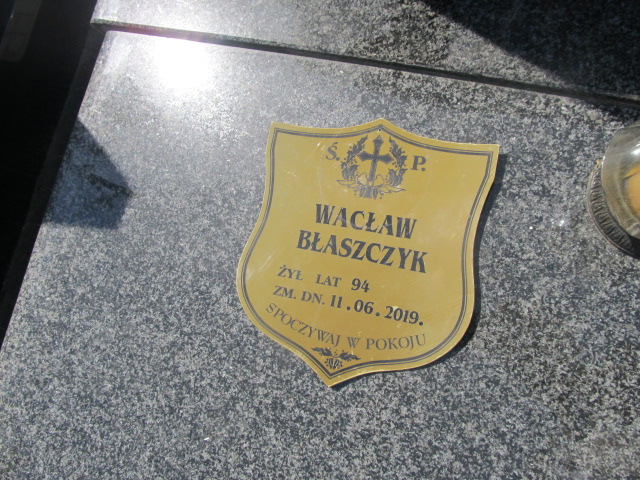 Ś. P.
WACŁAW
BŁASZCZYK
ŻYŁ LAT 94
ZM. DN. 11.06.2019.
SPOCZYWAJ W POKOJU